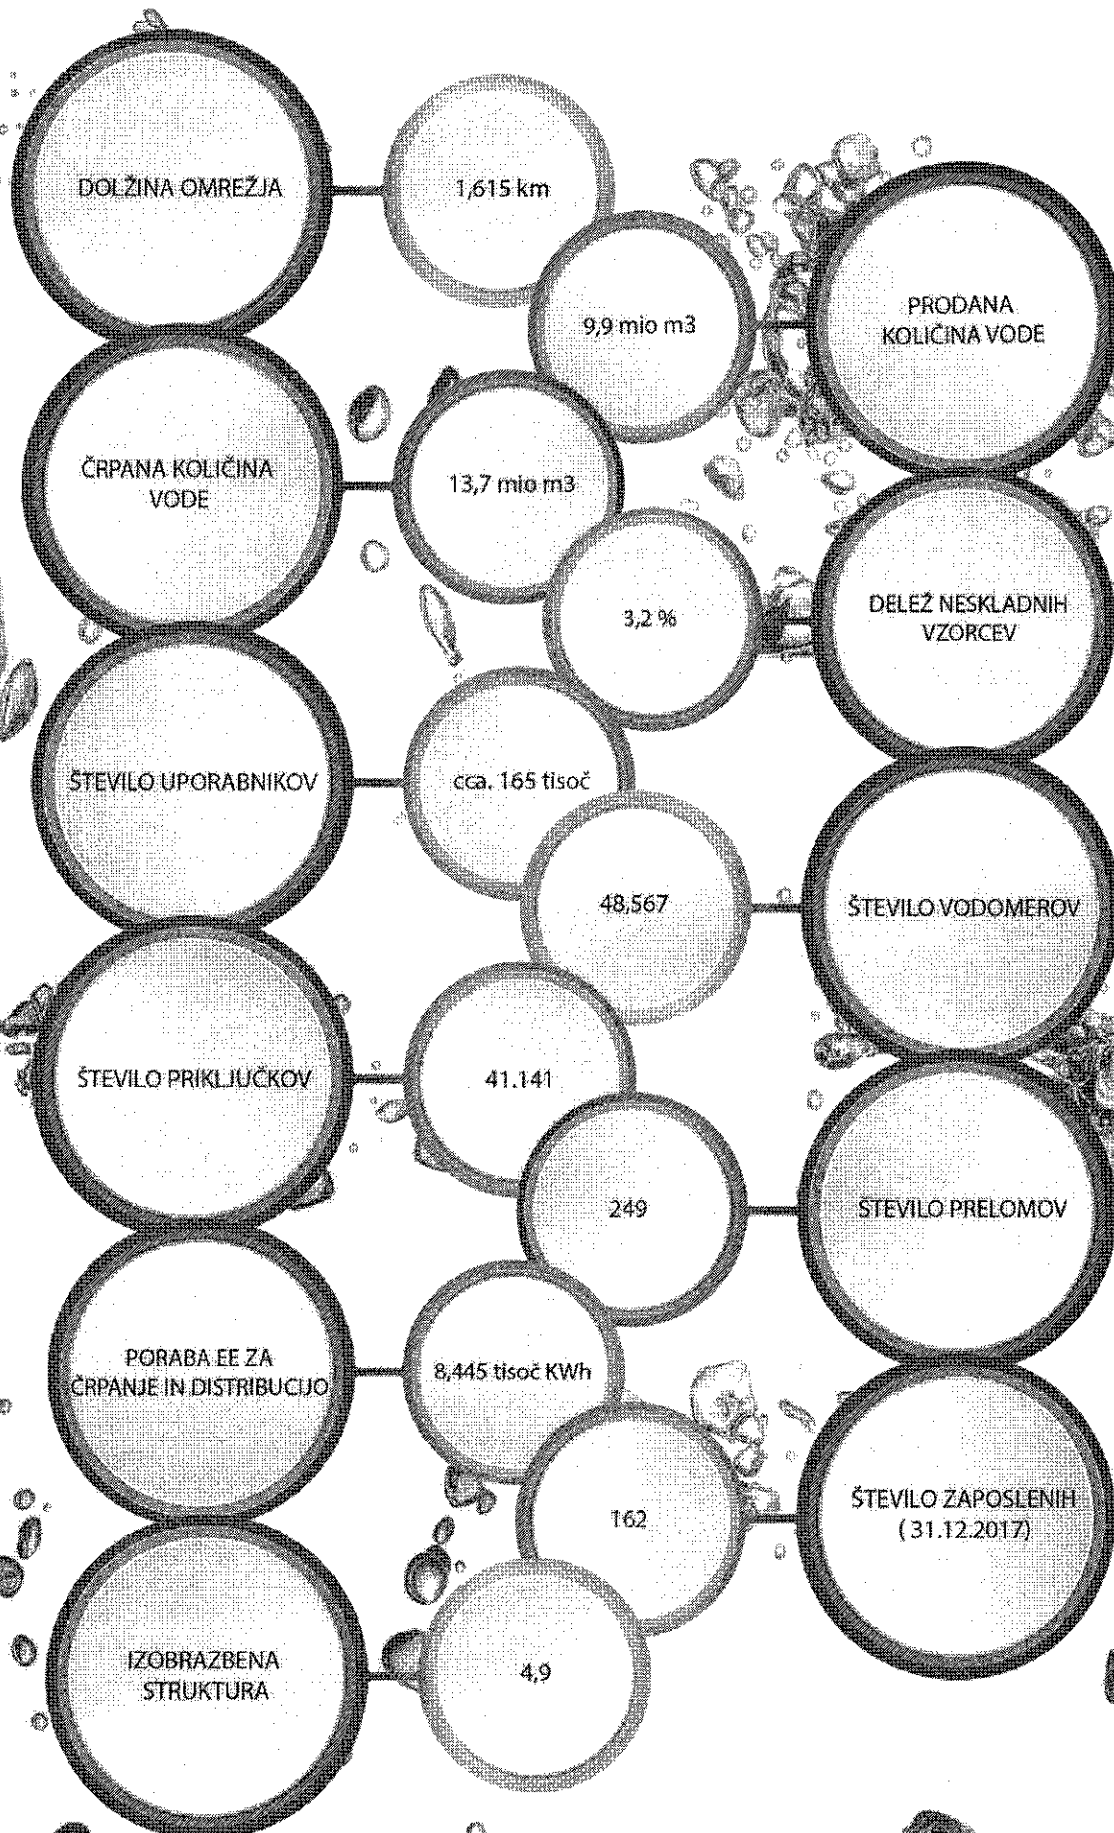 DOLŽINA OMREŽJA
1,615 km
9,9 mio m3
PRODANA
KOLIČINA VODE
ČRPANA KOLIČINA
VODE
13,7 mio m3
3,2 %
DELEŽ NESKLADNIH
VZORCEV
ŠTEVILO UPORABNIKOV
cca. 165 tisoč
48,567
ŠTEVILO VODOMEROV
ŠTEVILO PRIKLJUČKOV
41.141
249
ŠTEVILO PRELOMOV
PORABA EE ZA
ČRPANJE IN DISTRIBUCIJO
8,445 tisoč KWh
162
ŠTEVILO ZAPOSLENIH
( 31.12.2017)
IZOBRAZBENA
STRUKTURA
4,9